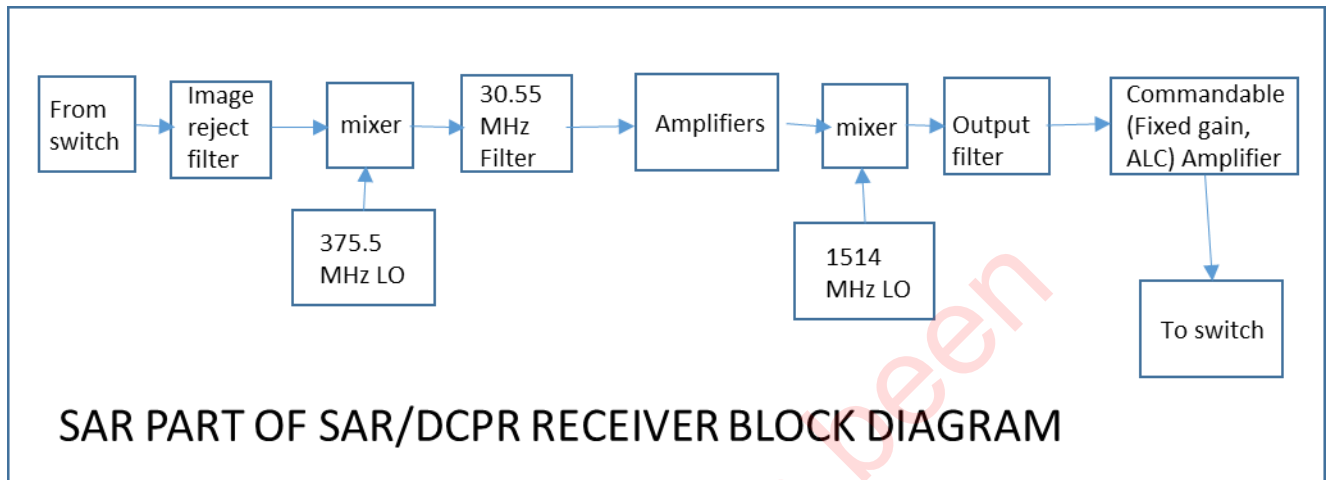 From
switch
Image
reject
filter
mixer
30.55
MHz
Filter
Amplifiers
mixer
Output
filter
Commandable
(Fixed gain,
ALC) Amplifier
375.5
MHz LO
1514
MHz LO
To switch
been
SAR PART OF SAR/DCPR RECEIVER BLOCK DIAGRAM